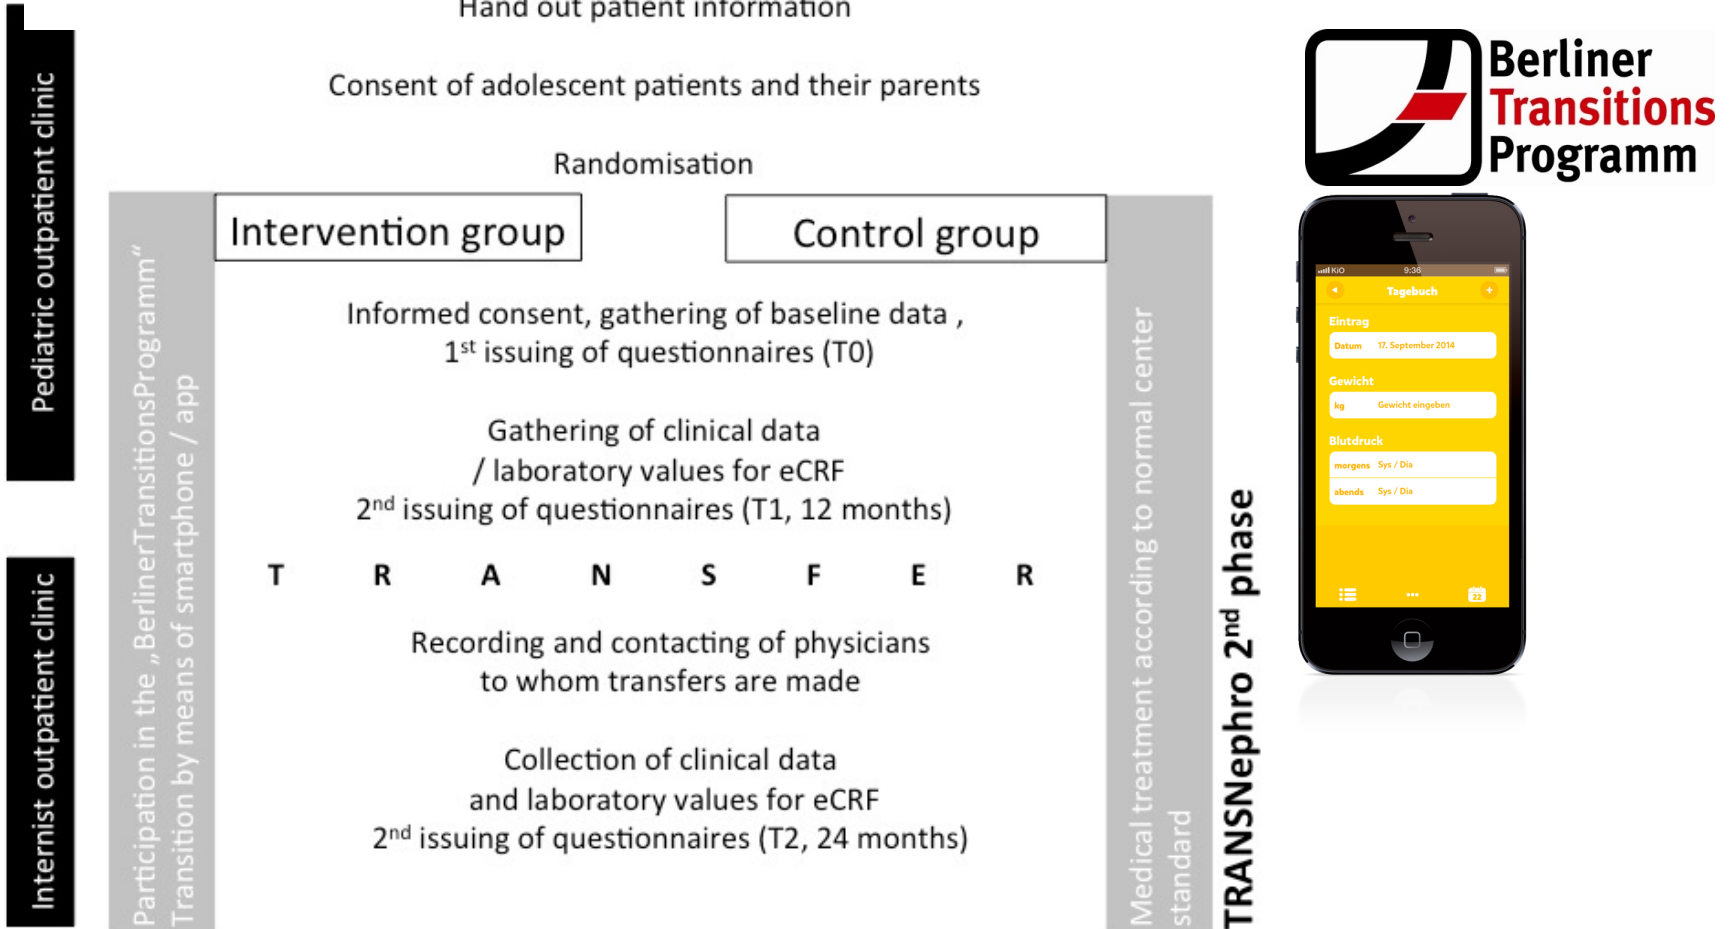 Hand out patient information
Consent of adolescent patients and their parents
Randomisation
Pediatric outpatient clinic
Internist outpatient clinic
Participation in the „BerlinerTransitionsProgramm“
Transition by means of smartphone / app
Intervention group
Control group
Informed consent, gathering of baseline data ,
1st issuing of questionnaires (T0)
Gathering of clinical data
/ laboratory values for eCRF
2nd issuing of questionnaires (T1, 12 months)
T R A N S F E R
Recording and contacting of physicians
to whom transfers are made
Collection of clinical data
and laboratory values for eCRF
2nd issuing of questionnaires (T2, 24 months)
Medical treatment according to normal center
standard
TRANSNephro 2nd phase
Berliner
Transitions
Programm
KiO 9:36
Tagebuch
+
Eintrag
Datum 17. September 2014
Gewicht
kg Gewicht eingeben
Blutdruck
morgens Sys / Dia
abends Sys / Dia
22